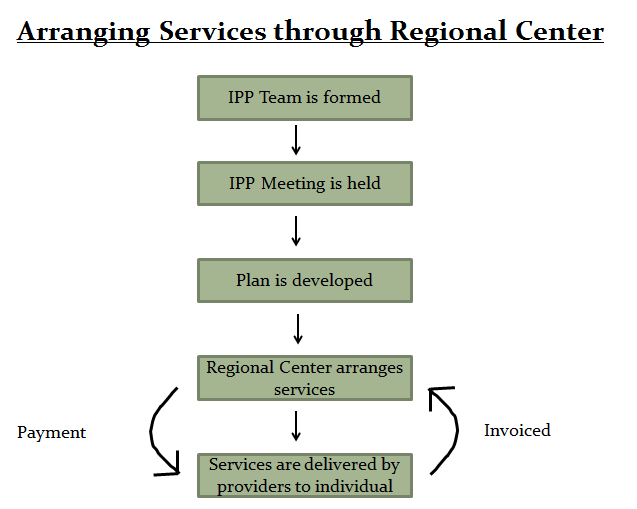 Arranging Services through Regional Center
IPP Team is formed
IPP Meeting is held
Plan is developed
Regional Center arranges
services
Payment
Invoiced
Services are delivered by
providers to individual